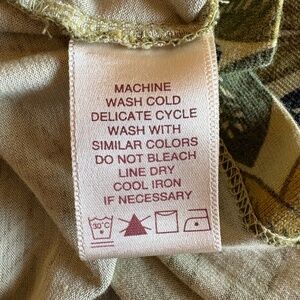 MACHINE
WASH COLD
DELICATE CYCLE
WASH WITH
SIMILAR COLORS
DO NOT BLEACH
LINE DRY
COOL IRON
IF NECESSARY
30°C